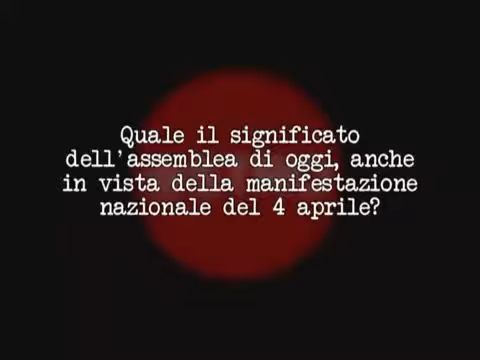 Quale il significato
dell'assemblea di oggi, anche
in vista della manifestazione
nazionale del 4 aprile?